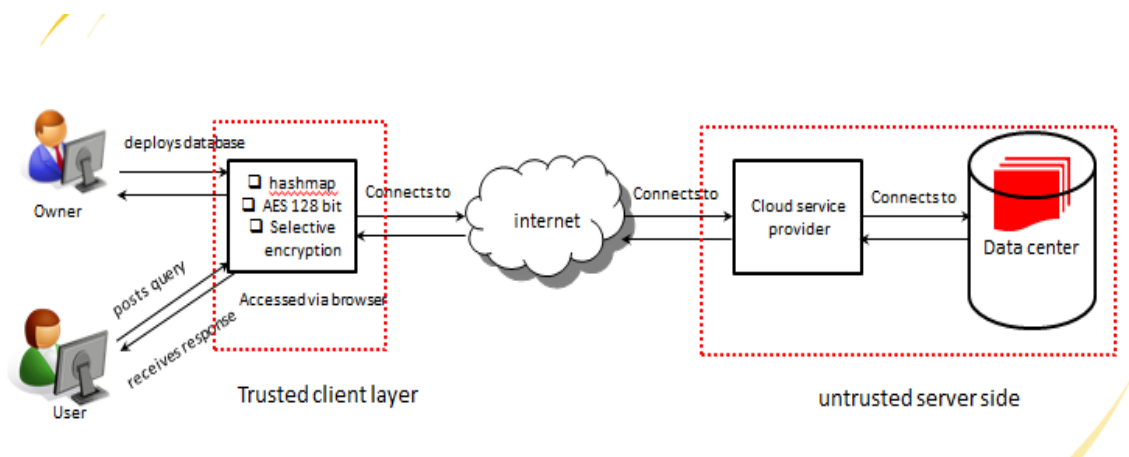 deploys database
Owner
hashmap
AES 128 bit
Selective
encryption
Accessed via browser
posts query
receives response
User
Trusted client layer
Connects to
internet
Connects to
Cloud service
provider
Connects to
Data center
untrusted server side